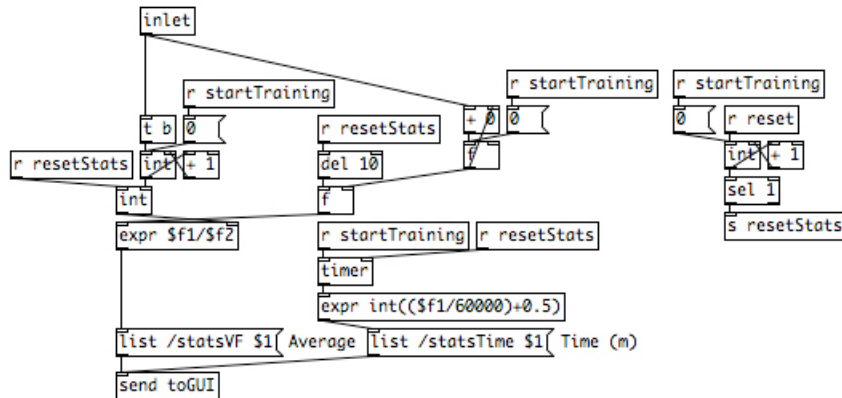 inlet
r startTraining
r startTraining
r startTraining
t b
0
+ 0
0
0
r reset
r resetStats
r resetStats
int
+ 1
del 10
f
int
+ 1
int
f
sel 1
expr $f1/$f2
r startTraining
r resetStats
s resetStats
timer
expr int(($f1/60000)+0.5)
list /statsVF $1
Average
list /statsTime $1
Time (m)
send toGUI